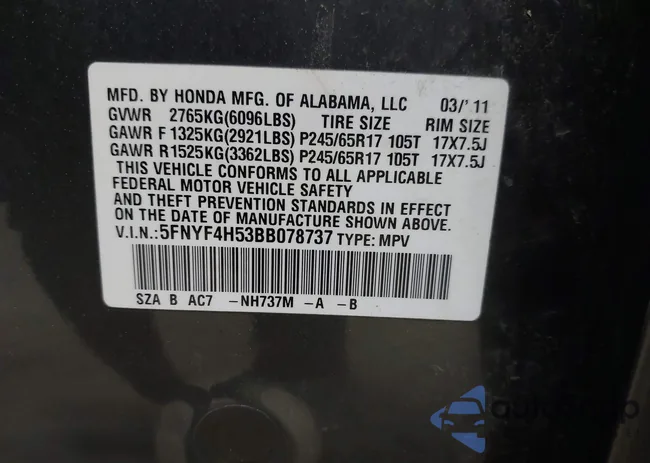 MFD. BY HONDA MFG. OF ALABAMA, LLC 03/'11
GVWR 2765KG(6096LBS) TIRE SIZE RIM SIZE
GAWR F 1325KG(2921LBS) P245/65R17 105T 17X7.5J
GAWR R1525KG(3362LBS) P245/65R17 105T 17X7.5J
THIS VEHICLE CONFORMS TO ALL APPLICABLE
FEDERAL MOTOR VEHICLE SAFETY
AND THEFT PREVENTION STANDARDS IN EFFECT
ON THE DATE OF MANUFACTURE SHOWN ABOVE.
V.I.N.:5FNYF4H53BB078737 TYPE: MPV
SZA B AC7 -NH737M -A -B